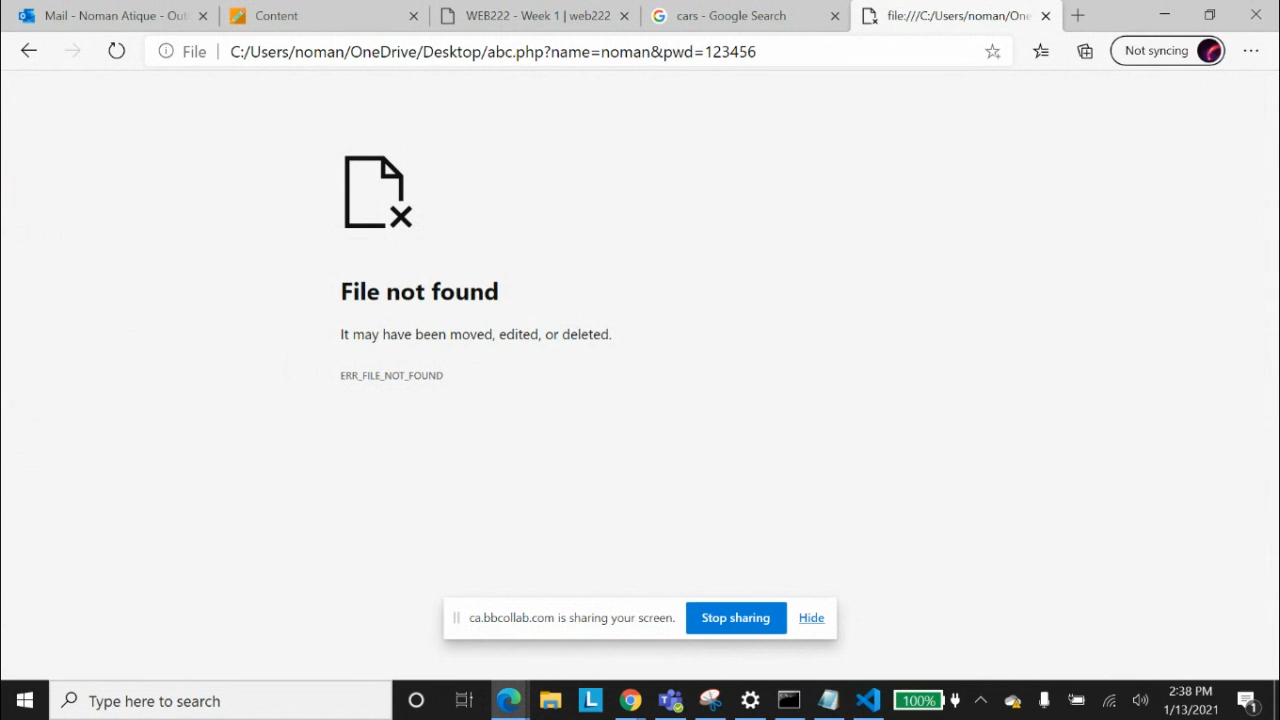 Mail - Noman Atique - Out
Content
WEB222 - Week 1 | web222
cars - Google Search
file:///C:/Users/noman/One
File
C:/Users/noman/OneDrive/Desktop/abc.php?name=noman&pwd=123456
Not syncing
File not found
It may have been moved, edited, or deleted.
ERR_FILE_NOT_FOUND
ca.bbcollab.com is sharing your screen.
Stop sharing
Hide
Type here to search
L
100%
2:38 PM
1/13/2021
1